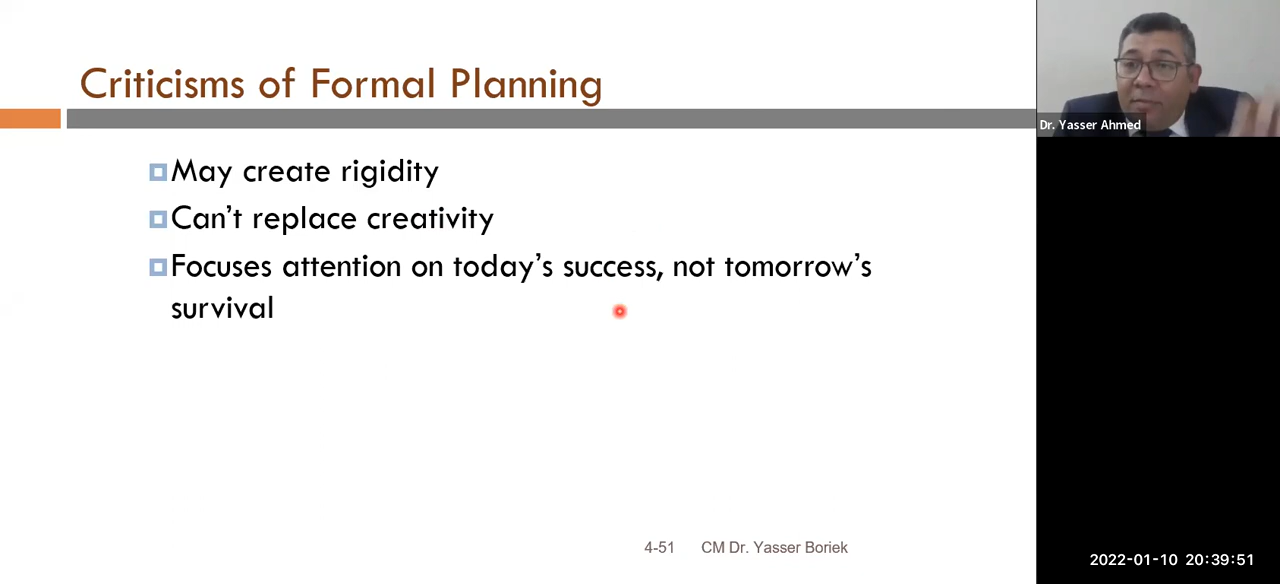 Criticisms of Formal Planning
May create rigidity
Can't replace creativity
Focuses attention on today's success, not tomorrow's
survival
4-51 CM Dr. Yasser Boriek
Dr. Yasser Ahmed
2022-01-10 20:39:51